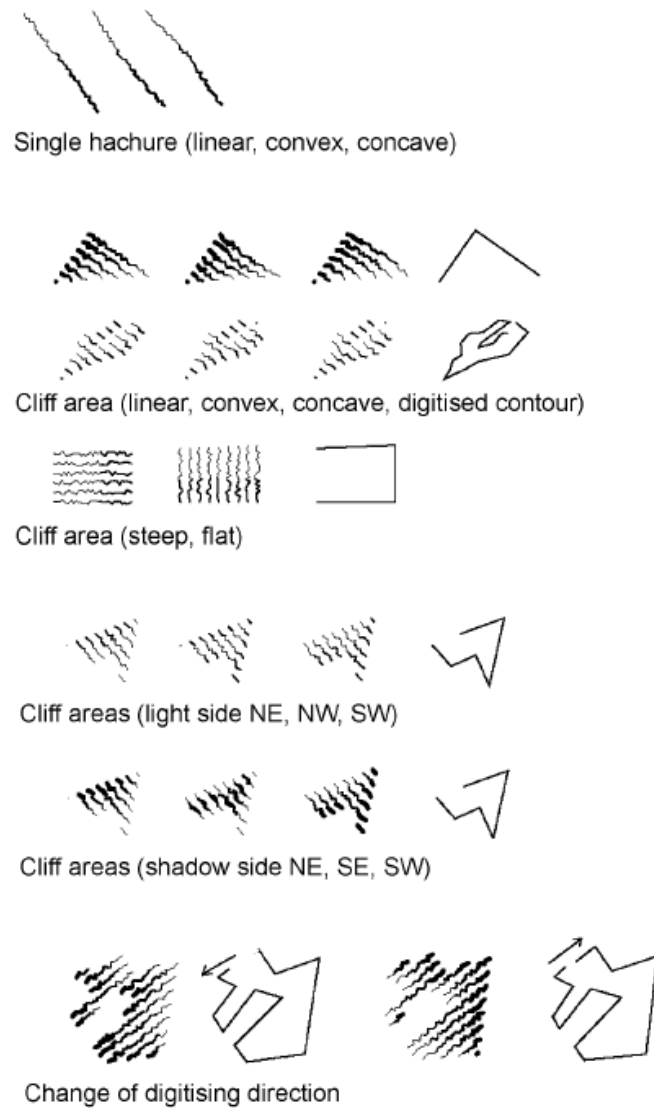 Single hachure (linear, convex, concave)
Cliff area (linear, convex, concave, digitised contour)
Cliff area (steep, flat)
Cliff areas (light side NE, NW, SW)
Cliff areas (shadow side NE, SE, SW)
Change of digitising direction